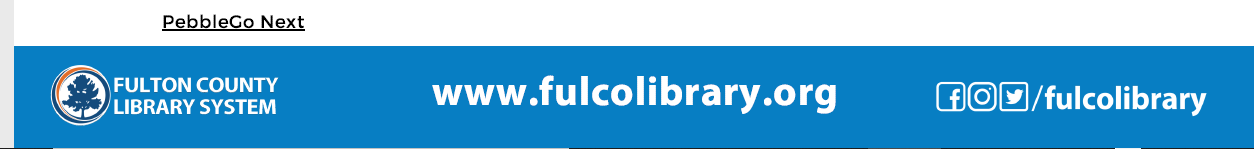 PebbleGo Next
FULTON COUNTY
LIBRARY SYSTEM
www.fulcolibrary.org
/fulcolibrary